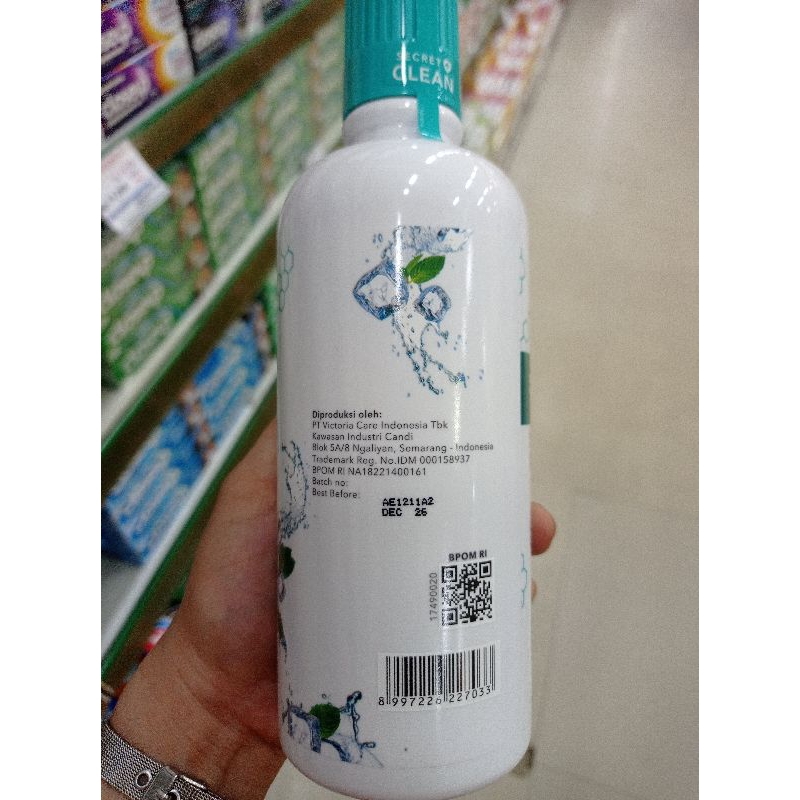 SECRET
CLEAN
Diproduksi oleh:
PT Victoria Care Indonesia Tbk
Kawasan Industri Candi
Blok 5A/8 Ngaliyan, Semarang - Indonesia
Trademark Reg. No.IDM 000158937
BPOM RI NA18221400161
Batch no:
Best Before:
AE1211A2
DEC 26
BPOM RI
17490020
8 997226 227033